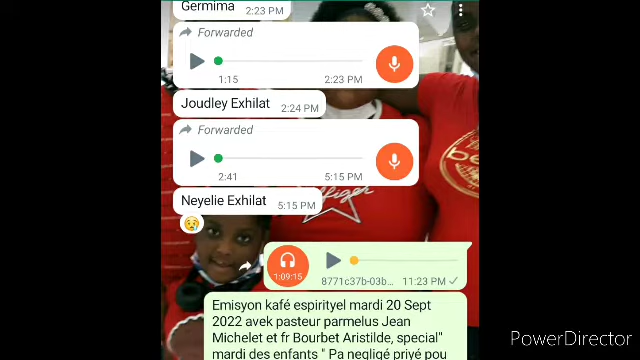 Germima
2:23 PM
Forwarded
1:15
2:23 PM
Joudley Exhilat
2:24 PM
Forwarded
2:41
5:15 PM
Neyelie Exhilat
5:15 PM
1:09:15
8771c37b-03b...
11:23 PM
Emisyon kafé espirityel mardi 20 Sept
2022 avek pasteur parmelus Jean
Michelet et fr Bourbet Aristilde, special"
mardi des enfants " Pa negligé priyé pou
PowerDirector